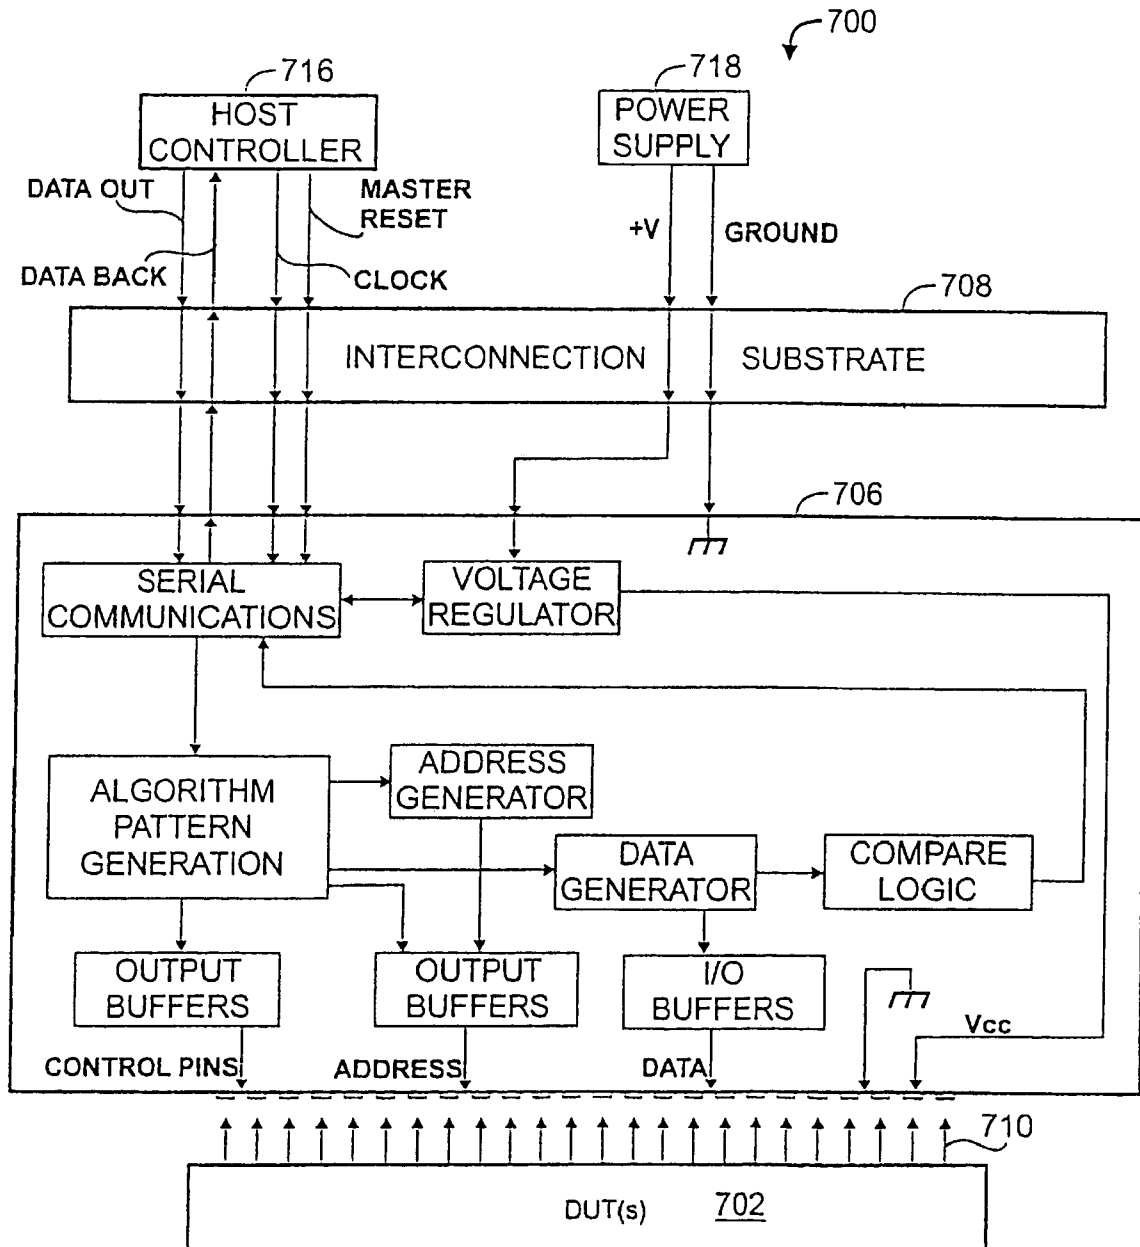 700
716
718
HOST
CONTROLLER
POWER
SUPPLY
DATA OUT
MASTER
RESET
+V
GROUND
DATA BACK
CLOCK
708
INTERCONNECTION SUBSTRATE
706
SERIAL
COMMUNICATIONS
VOLTAGE
REGULATOR
ALGORITHM
PATTERN
GENERATION
ADDRESS
GENERATOR
DATA
GENERATOR
COMPARE
LOGIC
OUTPUT
BUFFERS
OUTPUT
BUFFERS
I/O
BUFFERS
Vcc
CONTROL PINS
ADDRESS
DATA
710
DUT(s) 702